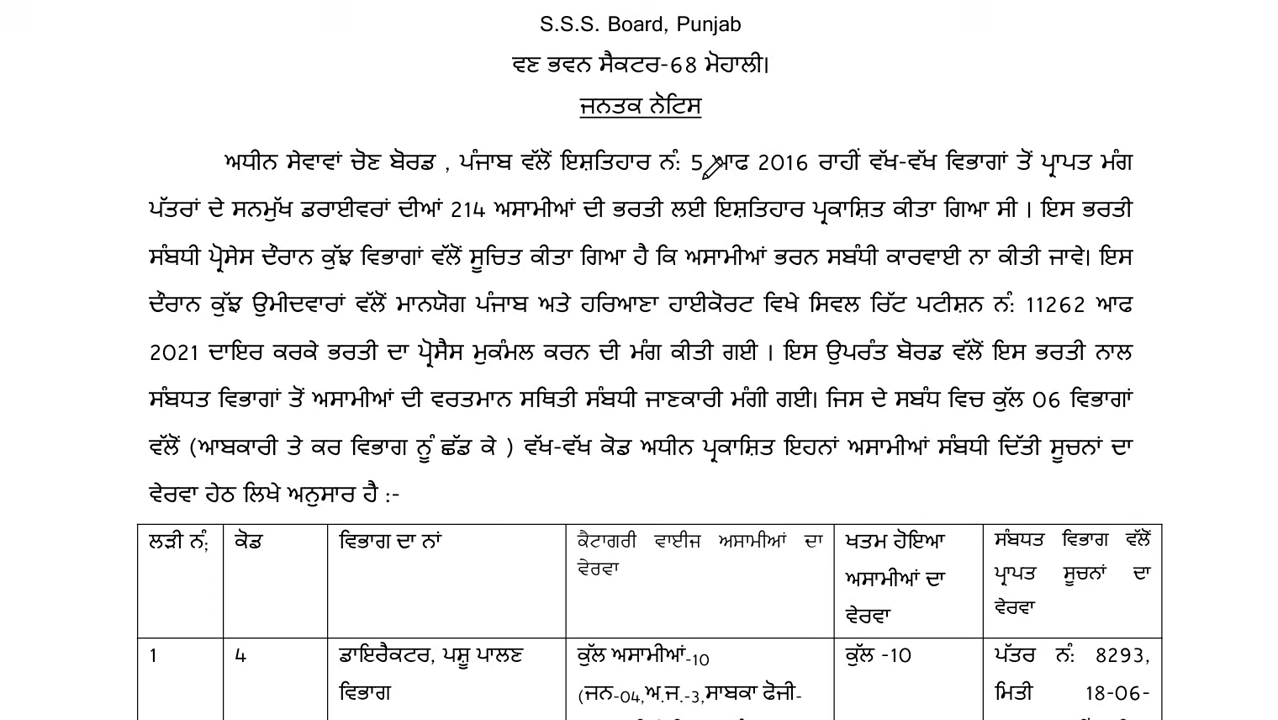 S.S.S. Board, Punjab
ਵਣ ਭਵਨ ਸੈਕਟਰ-68 ਮੋਹਾਲੀ।
ਜਨਤਕ ਨੋਟਿਸ
ਅਧੀਨ ਸੇਵਾਵਾਂ ਚੋਣ ਬੋਰਡ , ਪੰਜਾਬ ਵੱਲੋਂ ਇਸ਼ਤਿਹਾਰ ਨੰ: 5 ਆਫ 2016 ਰਾਹੀਂ ਵੱਖ-ਵੱਖ ਵਿਭਾਗਾਂ ਤੋਂ ਪ੍ਰਾਪਤ ਮੰਗ
ਪੱਤਰਾਂ ਦੇ ਸਨਮੁੱਖ ਡਰਾਈਵਰਾਂ ਦੀਆਂ 214 ਅਸਾਮੀਆਂ ਦੀ ਭਰਤੀ ਲਈ ਇਸ਼ਤਿਹਾਰ ਪ੍ਰਕਾਸ਼ਿਤ ਕੀਤਾ ਗਿਆ ਸੀ । ਇਸ ਭਰਤੀ
ਸੰਬੰਧੀ ਪ੍ਰੋਸੇਸ ਦੌਰਾਨ ਕੁੱਝ ਵਿਭਾਗਾਂ ਵੱਲੋਂ ਸੂਚਿਤ ਕੀਤਾ ਗਿਆ ਹੈ ਕਿ ਅਸਾਮੀਆਂ ਭਰਨ ਸਬੰਧੀ ਕਾਰਵਾਈ ਨਾ ਕੀਤੀ ਜਾਵੇ। ਇਸ
ਦੌਰਾਨ ਕੁੱਝ ਉਮੀਦਵਾਰਾਂ ਵੱਲੋਂ ਮਾਨਯੋਗ ਪੰਜਾਬ ਅਤੇ ਹਰਿਆਣਾ ਹਾਈਕੋਰਟ ਵਿਖੇ ਸਿਵਲ ਰਿੱਟ ਪਟੀਸ਼ਨ ਨੰ: 11262 ਆਫ
2021 ਦਾਇਰ ਕਰਕੇ ਭਰਤੀ ਦਾ ਪ੍ਰੋਸੈਸ ਮੁਕੰਮਲ ਕਰਨ ਦੀ ਮੰਗ ਕੀਤੀ ਗਈ । ਇਸ ਉਪਰੰਤ ਬੋਰਡ ਵੱਲੋਂ ਇਸ ਭਰਤੀ ਨਾਲ
ਸੰਬਧਤ ਵਿਭਾਗਾਂ ਤੋਂ ਅਸਾਮੀਆਂ ਦੀ ਵਰਤਮਾਨ ਸਥਿਤੀ ਸੰਬੰਧੀ ਜਾਣਕਾਰੀ ਮੰਗੀ ਗਈ। ਜਿਸ ਦੇ ਸਬੰਧ ਵਿਚ ਕੁੱਲ 06 ਵਿਭਾਗਾਂ
ਵੱਲੋਂ (ਆਬਕਾਰੀ ਤੇ ਕਰ ਵਿਭਾਗ ਨੂੰ ਛੱਡ ਕੇ ) ਵੱਖ-ਵੱਖ ਕੋਡ ਅਧੀਨ ਪ੍ਰਕਾਸ਼ਿਤ ਇਹਨਾਂ ਅਸਾਮੀਆਂ ਸੰਬੰਧੀ ਦਿੱਤੀ ਸੂਚਨਾਂ ਦਾ
ਵੇਰਵਾ ਹੇਠ ਲਿਖੇ ਅਨੁਸਾਰ ਹੈ :-
ਲੜੀ ਨੰ; ਕੋਡ ਵਿਭਾਗ ਦਾ ਨਾਂ ਕੈਟਾਗਰੀ ਵਾਈਜ ਅਸਾਮੀਆਂ ਦਾ ਖਤਮ ਹੋਇਆ ਸੰਬਧਤ ਵਿਭਾਗ ਵੱਲੋਂ
ਵੇਰਵਾ ਅਸਾਮੀਆਂ ਦਾ ਪ੍ਰਾਪਤ ਸੂਚਨਾਂ ਦਾ
ਵੇਰਵਾ ਵੇਰਵਾ
1 4 ਡਾਇਰੈਕਟਰ, ਪਸ਼ੂ ਪਾਲਣ ਕੁੱਲ ਅਸਾਮੀਆਂ-10 ਕੁੱਲ -10 ਪੱਤਰ ਨੰ: 8293,
ਵਿਭਾਗ (ਜਨ-04,ਅ.ਜ.-3,ਸਾਬਕਾ ਫੋਜੀ- ਮਿਤੀ 18-06-